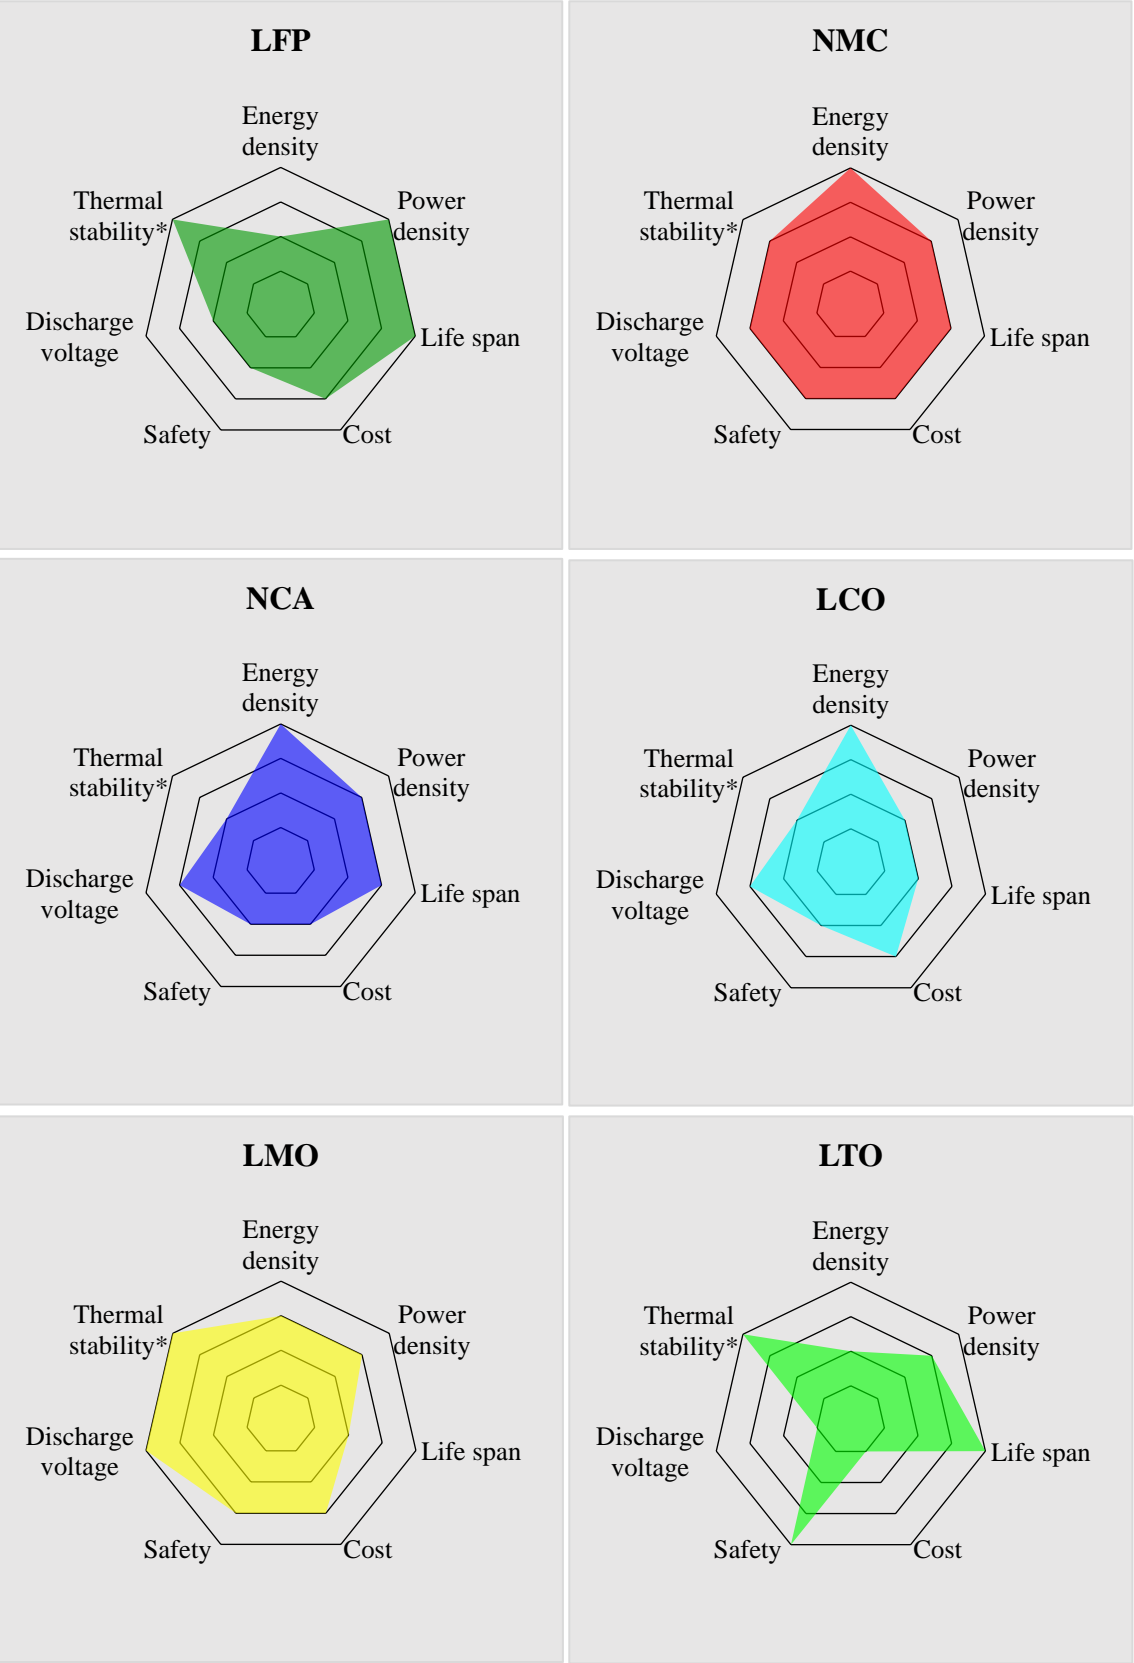 LFP
Energy
density
Thermal
stability*
Power
density
Discharge
voltage
Life span
Safety
Cost
NMC
Energy
density
Thermal
stability*
Power
density
Discharge
voltage
Life span
Safety
Cost
NCA
Energy
density
Thermal
stability*
Power
density
Discharge
voltage
Life span
Safety
Cost
LCO
Energy
density
Thermal
stability*
Power
density
Discharge
voltage
Life span
Safety
Cost
LMO
Energy
density
Thermal
stability*
Power
density
Discharge
voltage
Life span
Safety
Cost
LTO
Energy
density
Thermal
stability*
Power
density
Discharge
voltage
Life span
Safety
Cost